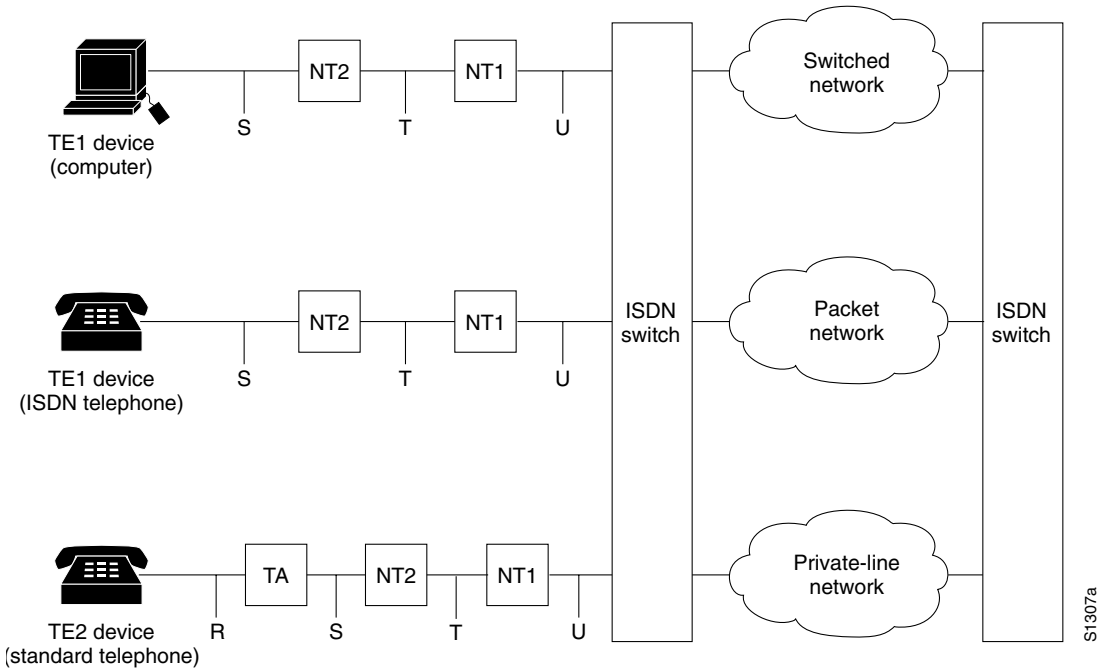 NT2
NT1
S
T
U
TE1 device
(computer)
Switched
network
NT2
NT1
S
T
U
TE1 device
(ISDN telephone)
ISDN
switch
Packet
network
ISDN
switch
TA
NT2
NT1
R
S
T
U
TE2 device
(standard telephone)
Private-line
network
S1307a